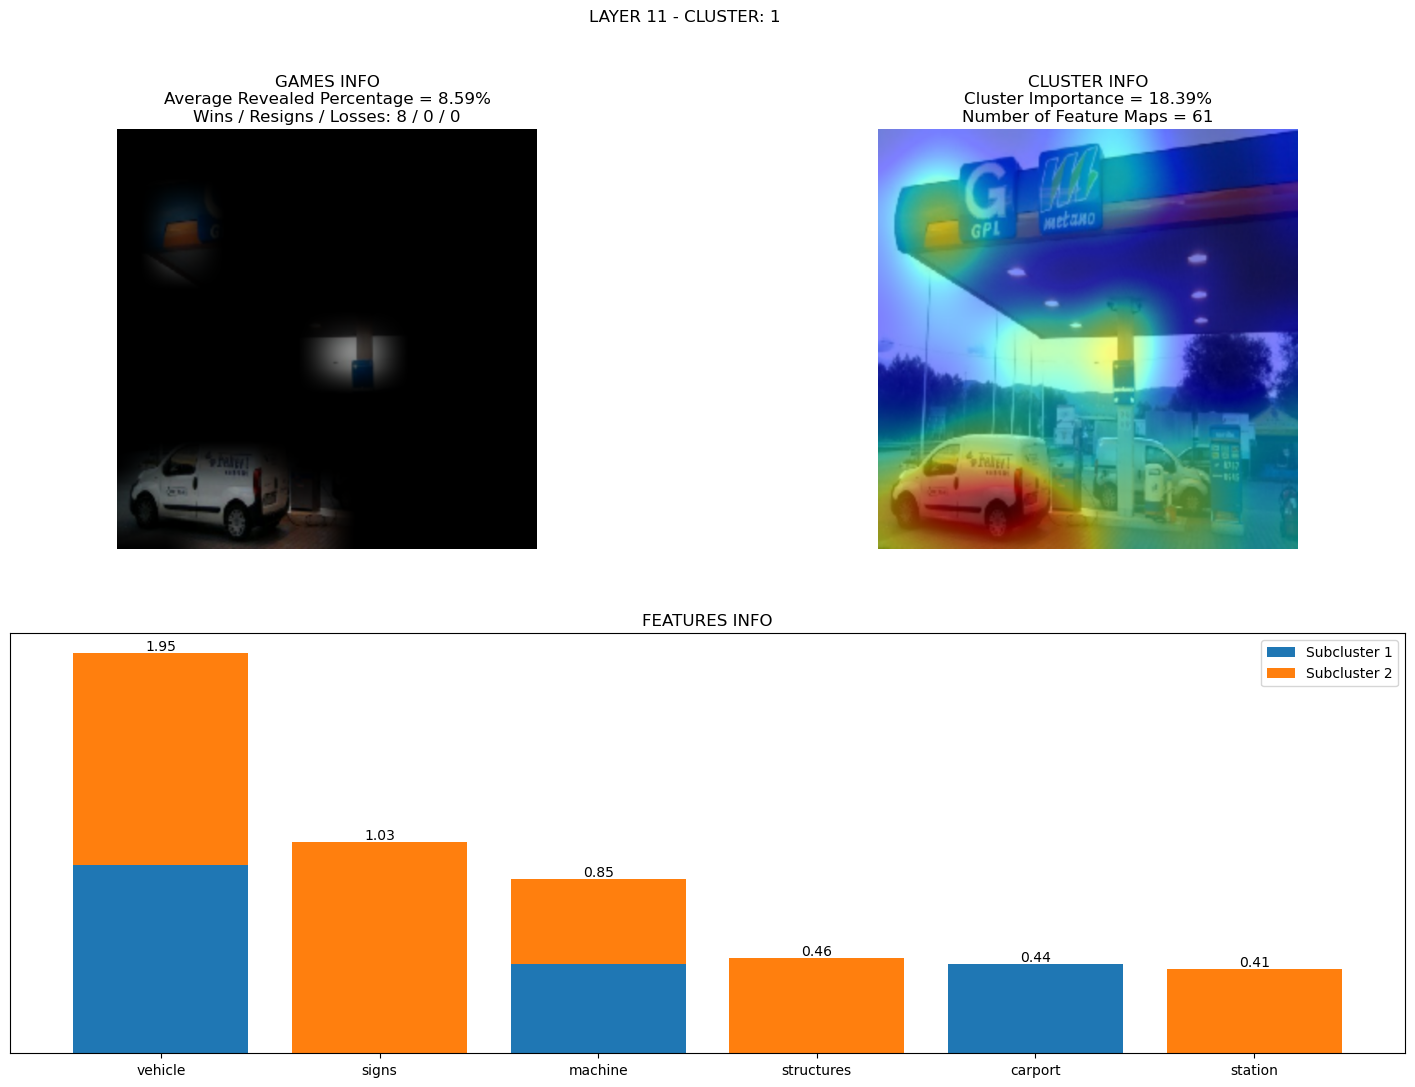 LAYER 11 - CLUSTER: 1
GAMES INFO
Average Revealed Percentage = 8.59%
Wins / Resigns / Losses: 8 / 0 / 0
G
CLUSTER INFO
Cluster Importance = 18.39%
Number of Feature Maps = 61
G
GPL
metano
FEATURES INFO
Subcluster 1
Subcluster 2
1.95
1.03
0.85
0.46
0.44
0.41
vehicle
signs
machine
structures
carport
station